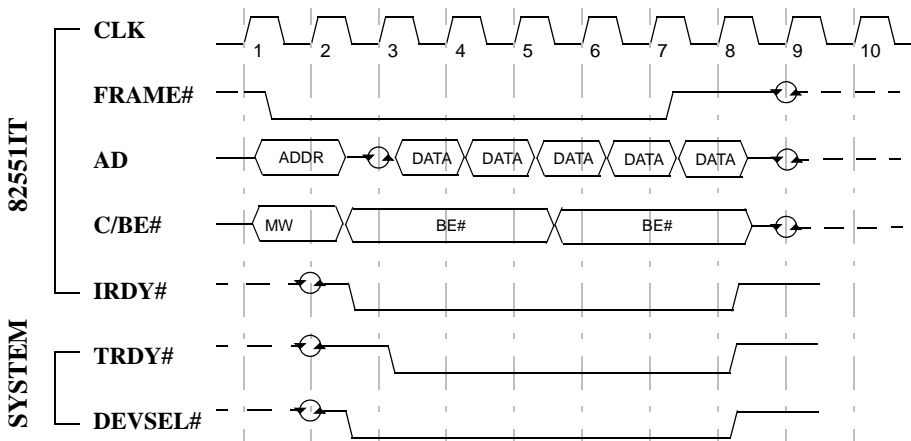 CLK
1 2 3 4 5 6 7 8 9 10
FRAME#
82551IT
AD
ADDR DATA DATA DATA DATA DATA
C/BE#
MW BE# BE#
IRDY#
SYSTEM
TRDY#
DEVSEL#